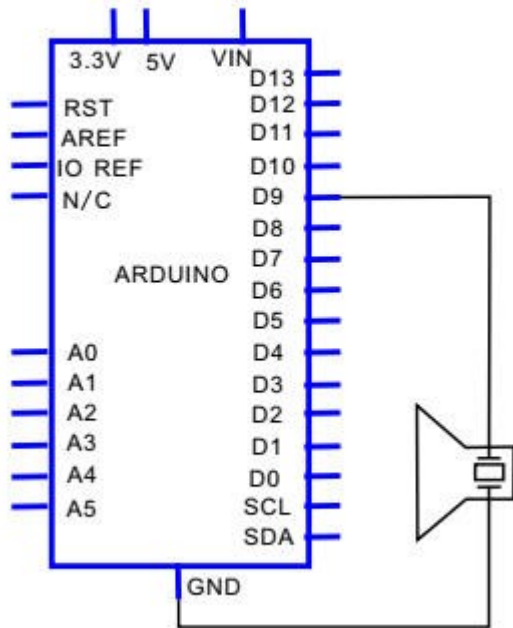 3.3V 5V VIN
D13
D12
D11
D10
D9
D8
D7
D6
D5
D4
D3
D2
D1
D0
SCL
SDA
RST
AREF
IO REF
N/C
ARDUINO
A0
A1
A2
A3
A4
A5
GND